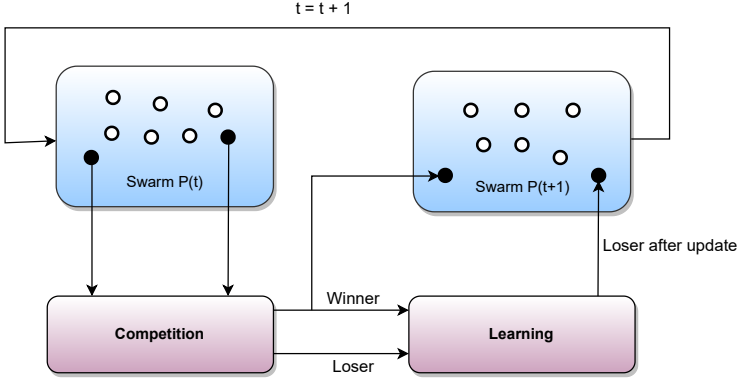 t = t + 1
Swarm P(t)
Swarm P(t+1)
Loser after update
Winner
Competition
Learning
Loser